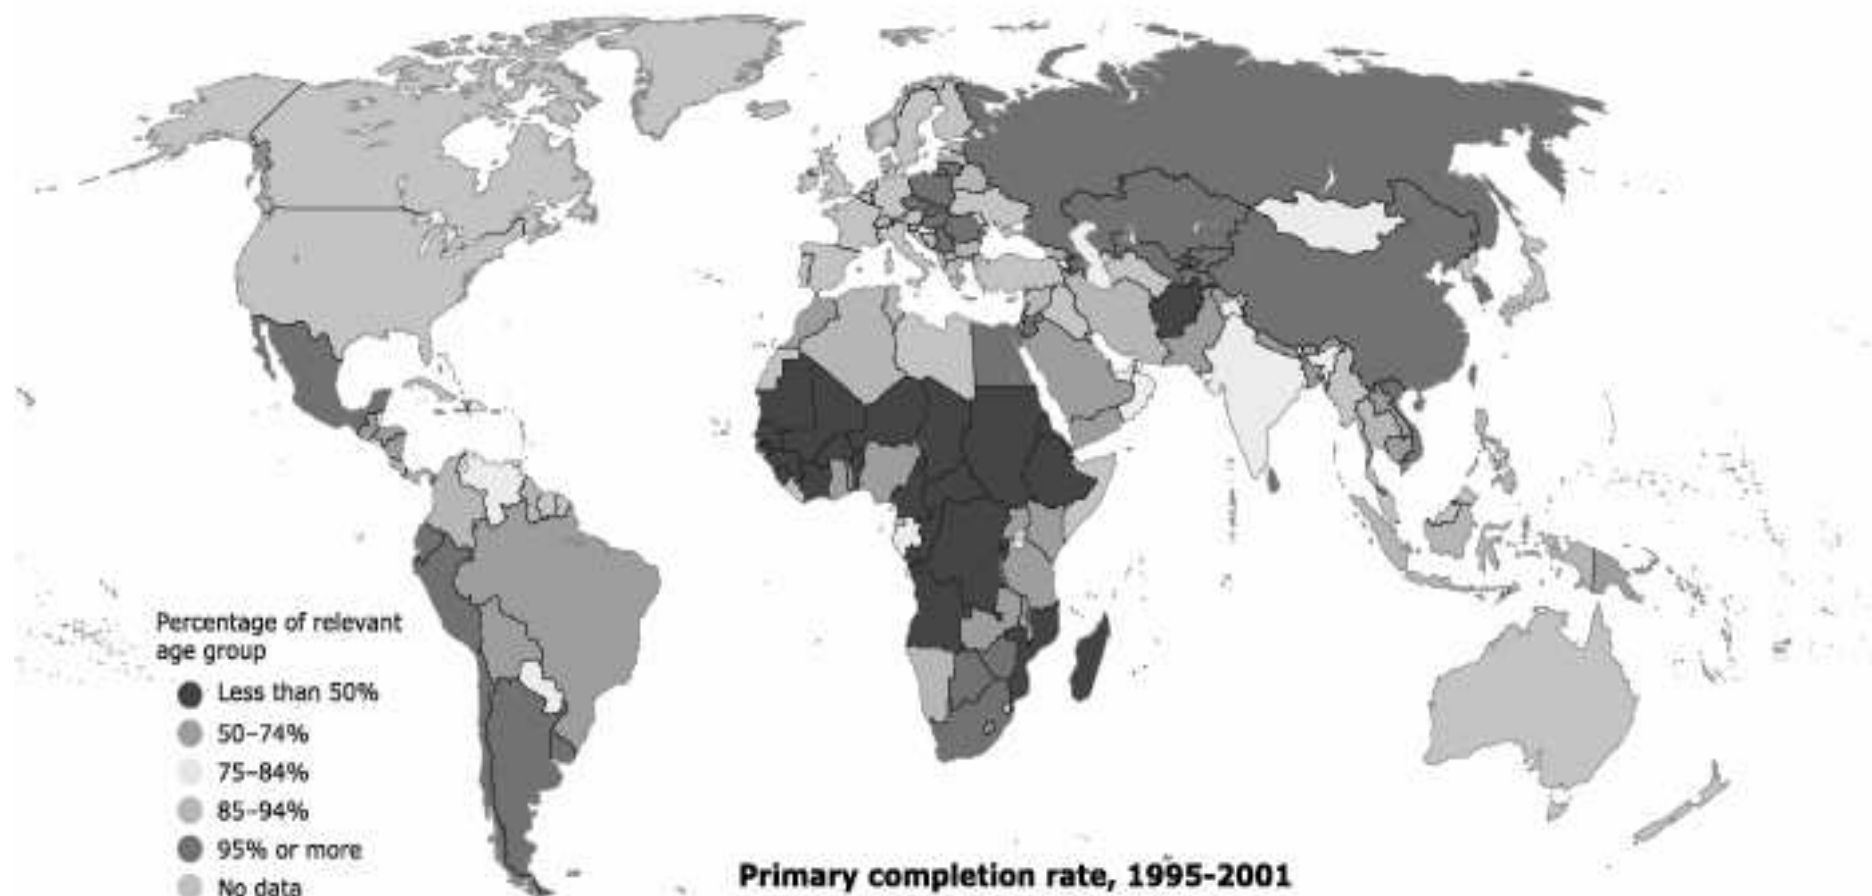 Percentage of relevant
age group
Less than 50%
50-74%
75-84%
85-94%
95% or more
No data
Primary completion rate, 1995-2001